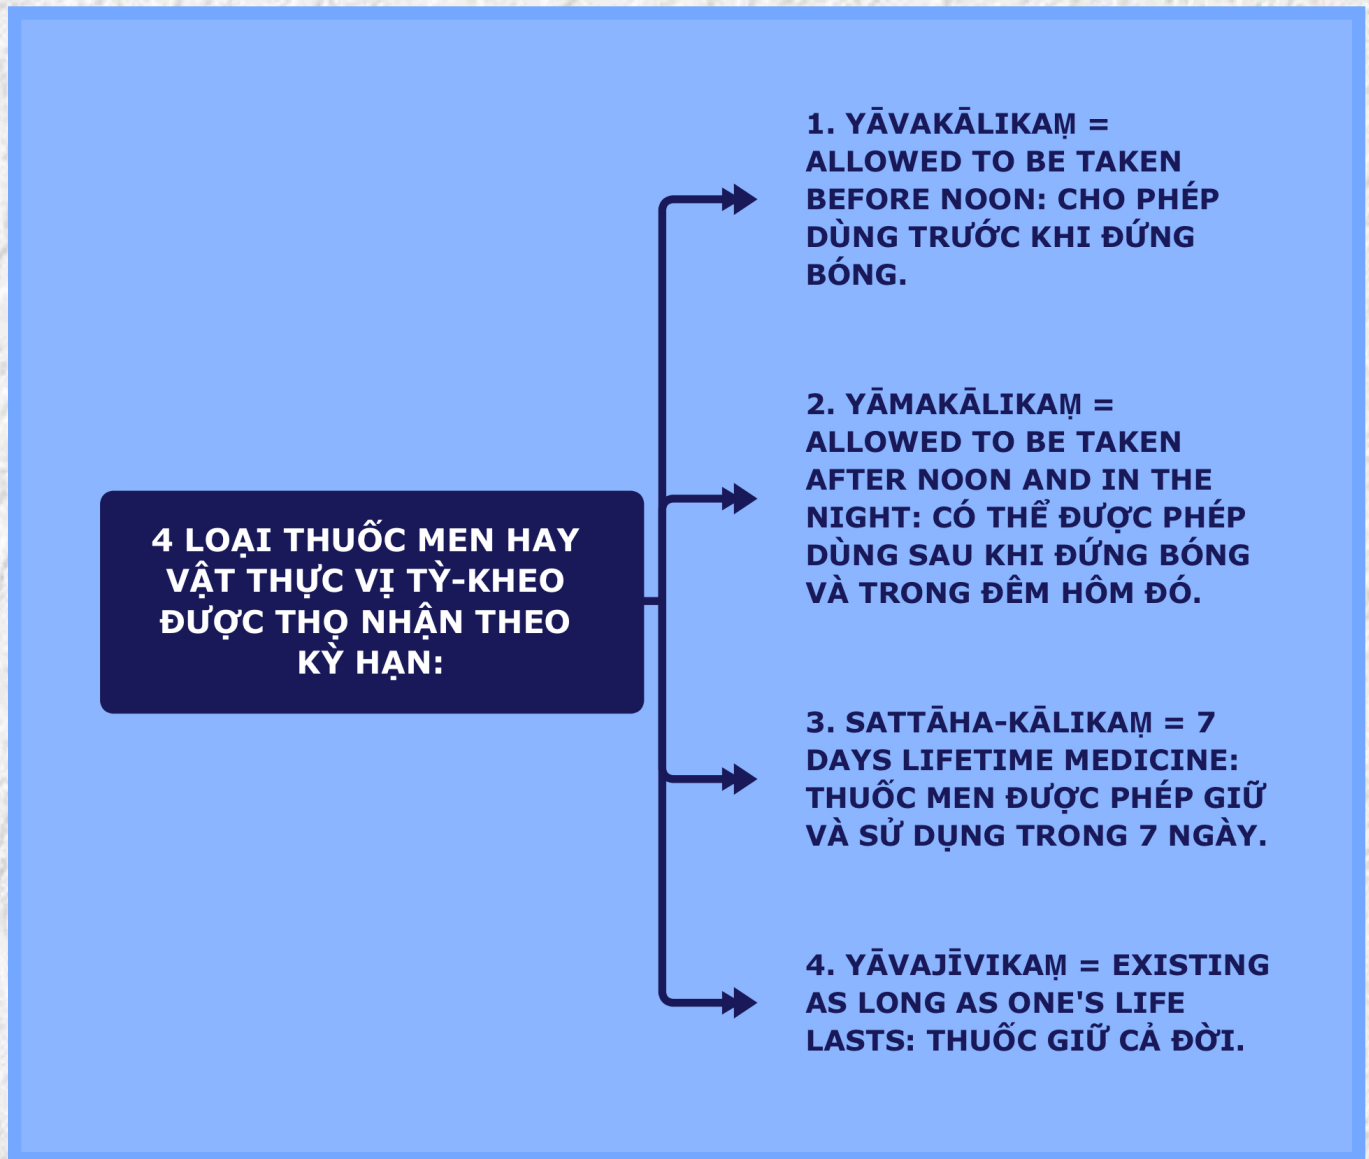 4 LOẠI THUỐC MEN HAY
VẬT THỰC VỊ TỲ-KHEO
ĐƯỢC THỌ NHẬN THEO
KỲ HẠN:
1. YĀVAKĀLIKAṂ =
ALLOWED TO BE TAKEN
BEFORE NOON: CHO PHÉP
DÙNG TRƯỚC KHI ĐỨNG
BÓNG.
2. YĀMAKĀLIKAṂ =
ALLOWED TO BE TAKEN
AFTER NOON AND IN THE
NIGHT: CÓ THỂ ĐƯỢC PHÉP
DÙNG SAU KHI ĐỨNG BÓNG
VÀ TRONG ĐÊM HÔM ĐÓ.
3. SATTĀHA-KĀLIKAṂ = 7
DAYS LIFETIME MEDICINE:
THUỐC MEN ĐƯỢC PHÉP GIỮ
VÀ SỬ DỤNG TRONG 7 NGÀY.
4. YĀVAJĪVIKAṂ = EXISTING
AS LONG AS ONE'S LIFE
LASTS: THUỐC GIỮ CẢ ĐỜI.